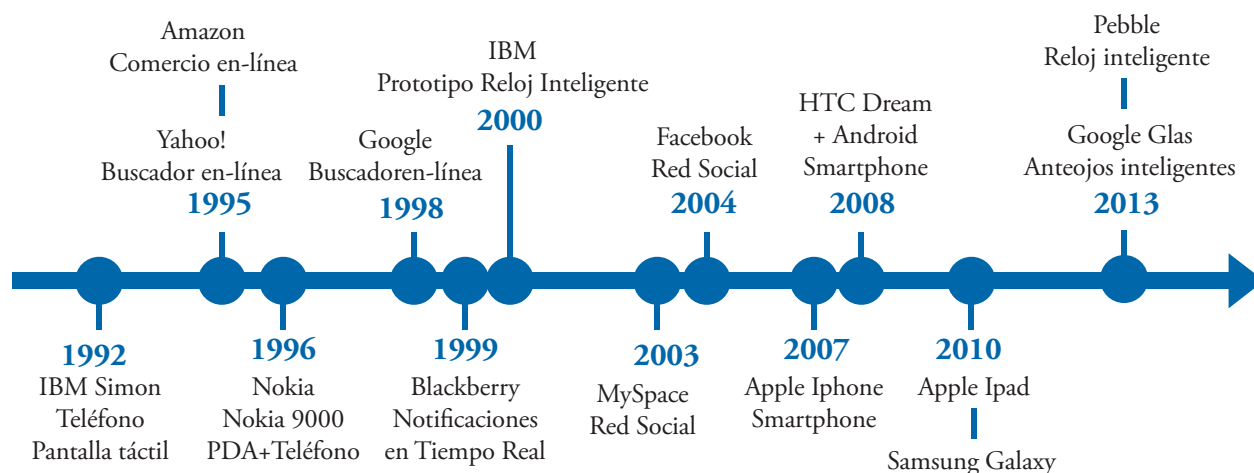 Amazon
Comercio en-línea
Yahoo!
Buscador en-línea
1995
Google
Buscadoren-línea
1998
IBM
Prototipo Reloj Inteligente
2000
Facebook
Red Social
2004
HTC Dream
+ Android
Smartphone
2008
Pebble
Reloj inteligente
Google Glas
Anteojos inteligentes
2013
1992
IBM Simon
Teléfono
Pantalla táctil
1996
Nokia
Nokia 9000
PDA+Teléfono
1999
Blackberry
Notificaciones
en Tiempo Real
2003
MySpace
Red Social
2007
Apple Iphone
Smartphone
2010
Apple Ipad
Samsung Galaxy